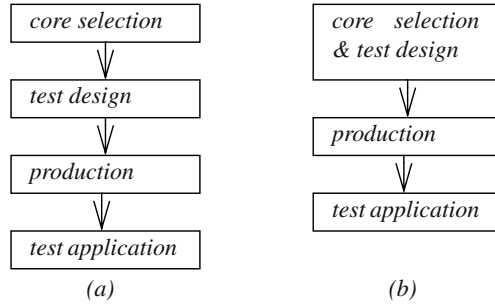 core selection
test design
production
test application
(a)
core selection
& test design
production
test application
(b)